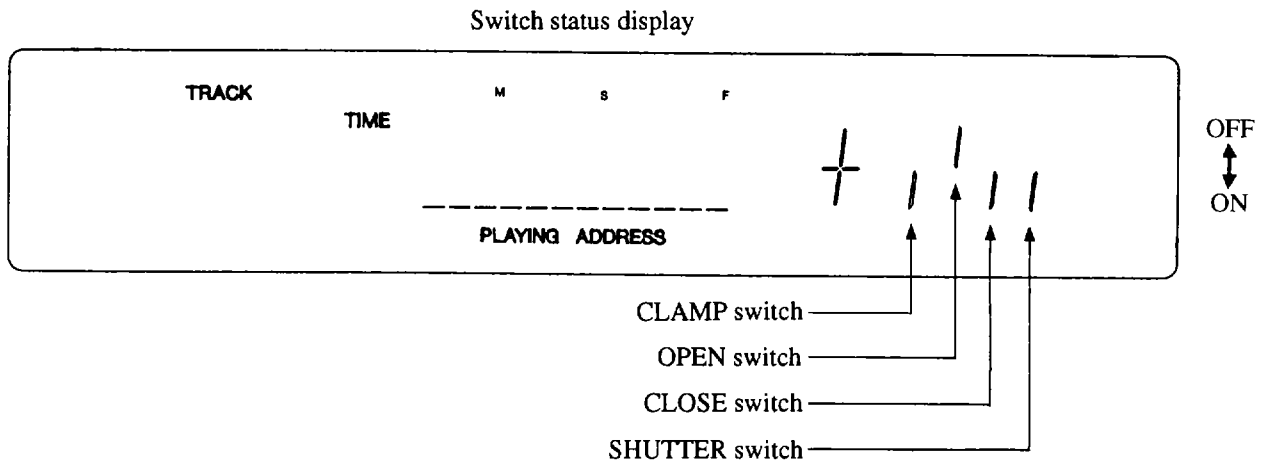 Switch status display
TRACK M S F
TIME
OFF
ON
PLAYING ADDRESS
CLAMP switch
OPEN switch
CLOSE switch
SHUTTER switch